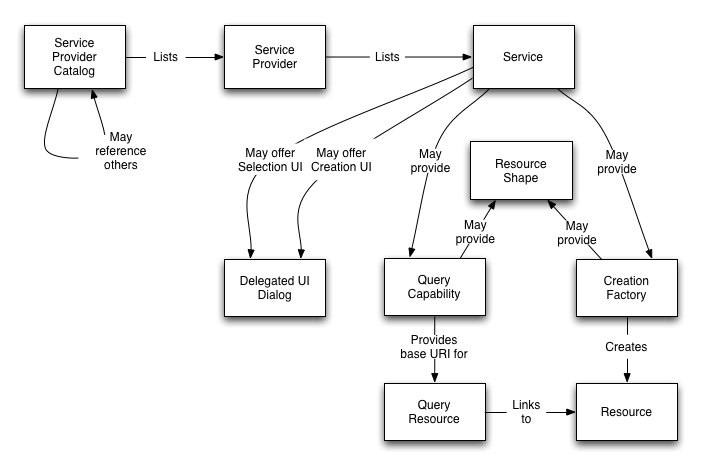 Service
Provider
Catalog
Lists
Service
Provider
Lists
Service
May
reference
others
May offer
Selection UI
May offer
Creation UI
May
provide
Resource
Shape
May
provide
May
provide
May
provide
Delegated UI
Dialog
Query
Capability
Creation
Factory
Provides
base URI for
Creates
Query
Resource
Links
to
Resource